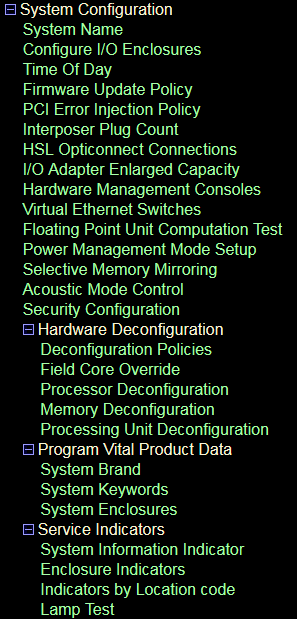 System Configuration
System Name
Configure I/O Enclosures
Time Of Day
Firmware Update Policy
PCI Error Injection Policy
Interposer Plug Count
HSL Opticonnect Connections
I/O Adapter Enlarged Capacity
Hardware Management Consoles
Virtual Ethernet Switches
Floating Point Unit Computation Test
Power Management Mode Setup
Selective Memory Mirroring
Acoustic Mode Control
Security Configuration
Hardware Deconfiguration
Deconfiguration Policies
Field Core Override
Processor Deconfiguration
Memory Deconfiguration
Processing Unit Deconfiguration
Program Vital Product Data
System Brand
System Keywords
System Enclosures
Service Indicators
System Information Indicator
Enclosure Indicators
Indicators by Location code
Lamp Test